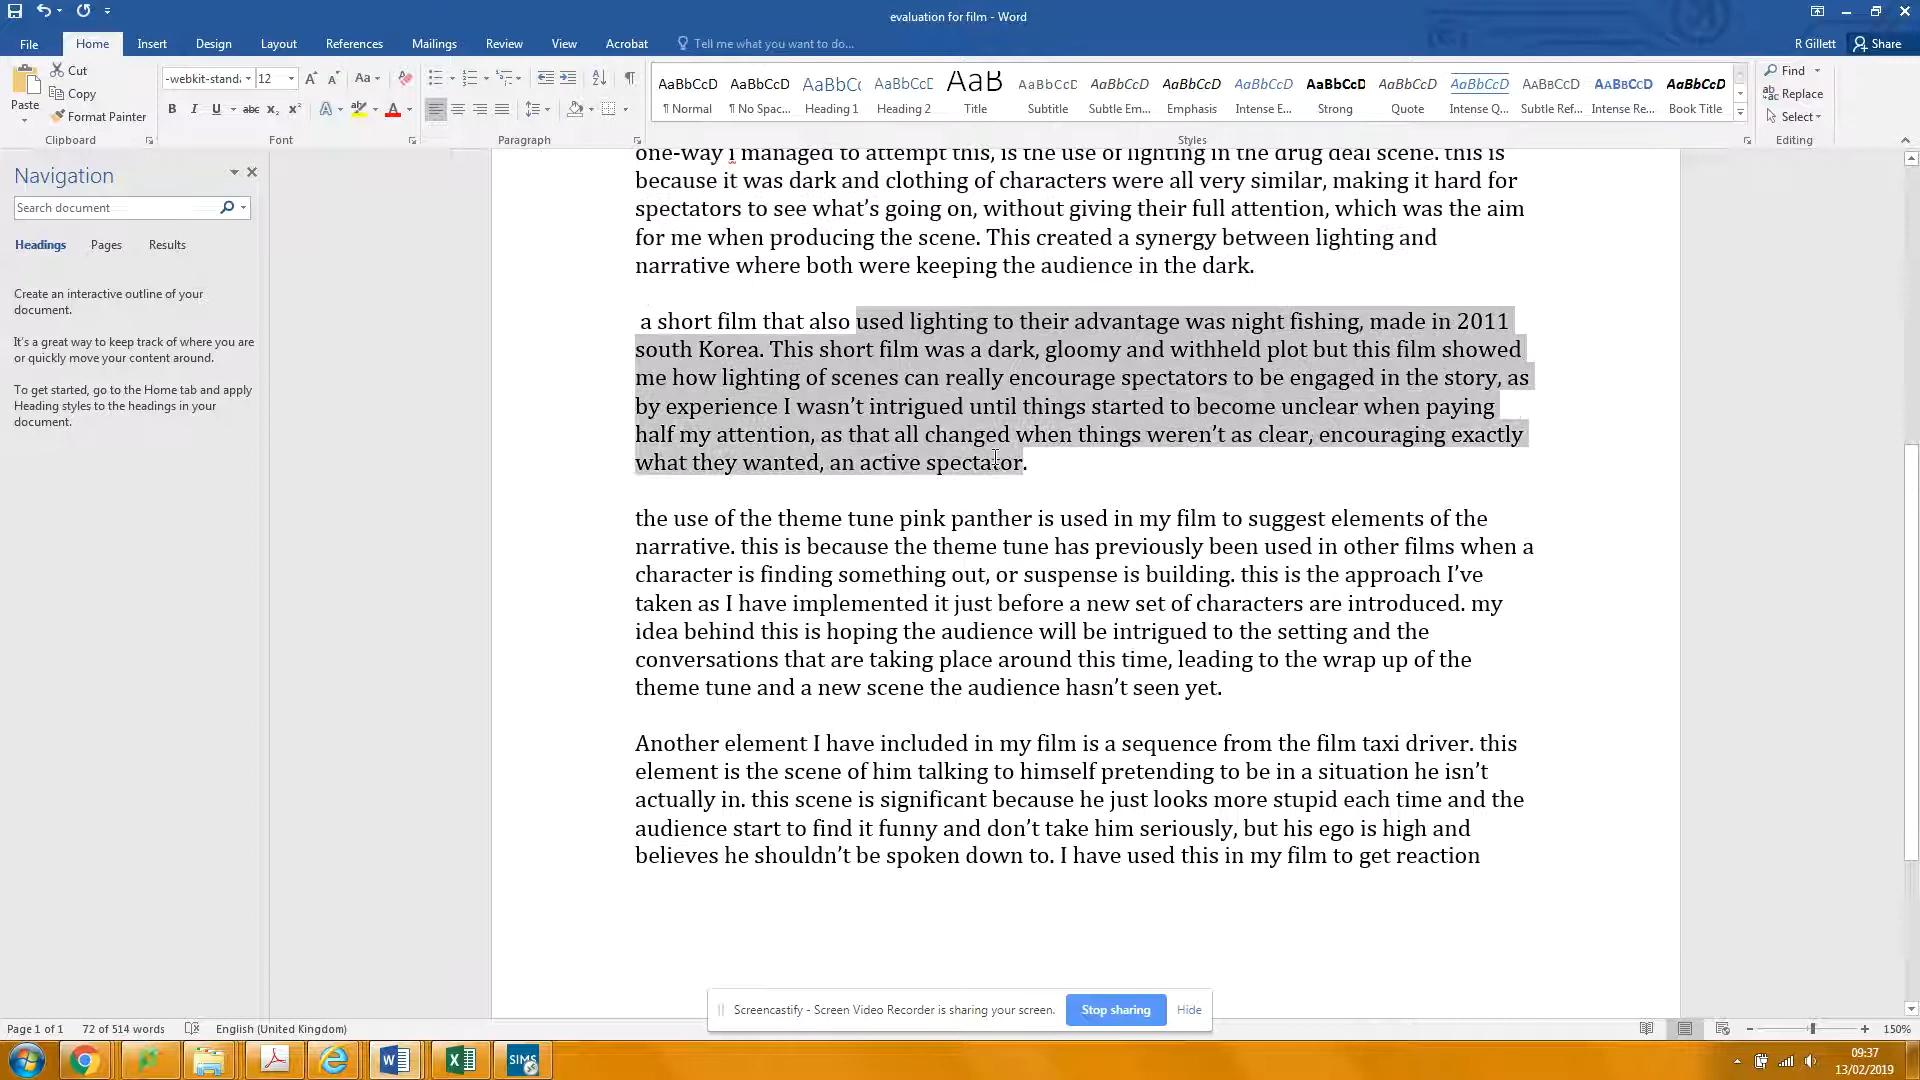 evaluation for film - Word
File Home Insert Design Layout References Mailings Review View Acrobat Tell me what you want to do... R Gillett Share
Paste Cut Copy Format Painter Clipboard
-webkit-stand. 12 Font
Paragraph
AaBbCcD AaBbCcD AaBbC( AaBbCcD AaB AaBbCcD AaBbCcD AaBbCcD AaBbCcD AaBbCcD AaBbCcD AaBbCcD AaBbCcD AaBbCcD AaBbCcD
¶ Normal ¶ No Spac... Heading 1 Heading 2 Title Subtitle Subtle Em... Emphasis Intense E... Strong Quote Intense Q... Subtle Ref... Intense Re... Book Title
Styles
Find
Replace
Select
Editing
Navigation
Search document
Headings Pages Results
Create an interactive outline of your
document.
It's a great way to keep track of where you are
or quickly move your content around.
To get started, go to the Home tab and apply
Heading styles to the headings in your
document.
one-way i managed to attempt this, is the use of lighting in the drug deal scene. this is
because it was dark and clothing of characters were all very similar, making it hard for
spectators to see what's going on, without giving their full attention, which was the aim
for me when producing the scene. This created a synergy between lighting and
narrative where both were keeping the audience in the dark.
a short film that also used lighting to their advantage was night fishing, made in 2011
south Korea. This short film was a dark, gloomy and withheld plot but this film showed
me how lighting of scenes can really encourage spectators to be engaged in the story, as
by experience I wasn't intrigued until things started to become unclear when paying
half my attention, as that all changed when things weren't as clear, encouraging exactly
what they wanted, an active spectator.
the use of the theme tune pink panther is used in my film to suggest elements of the
narrative. this is because the theme tune has previously been used in other films when a
character is finding something out, or suspense is building. this is the approach I've
taken as I have implemented it just before a new set of characters are introduced. my
idea behind this is hoping the audience will be intrigued to the setting and the
conversations that are taking place around this time, leading to the wrap up of the
theme tune and a new scene the audience hasn't seen yet.
Another element I have included in my film is a sequence from the film taxi driver. this
element is the scene of him talking to himself pretending to be in a situation he isn't
actually in. this scene is significant because he just looks more stupid each time and the
audience start to find it funny and don't take him seriously, but his ego is high and
believes he shouldn't be spoken down to. I have used this in my film to get reaction
Screencastify - Screen Video Recorder is sharing your screen. Stop sharing Hide
Page 1 of 1 72 of 514 words English (United Kingdom) 150%
SIMS
09:37
13/02/2019